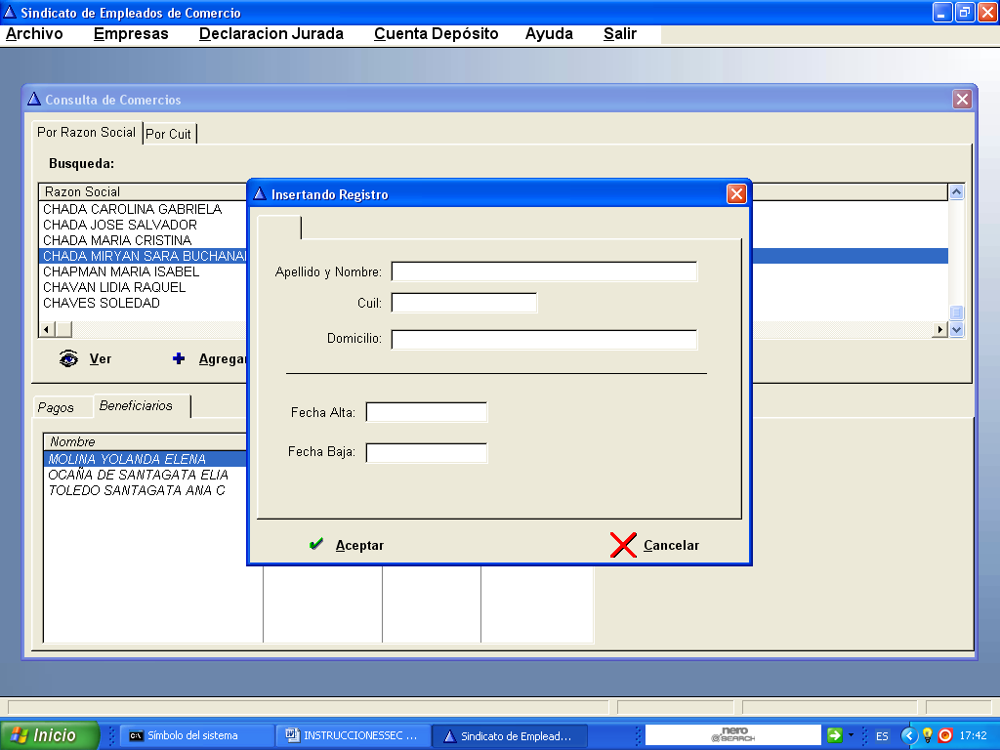 Sindicato de Empleados de Comercio
Archivo Empresas Declaracion Jurada Cuenta Depósito Ayuda Salir
Consulta de Comercios
Por Razon Social Por Cuit
Busqueda:
Razon Social
CHADA CAROLINA GABRIELA
CHADA JOSE SALVADOR
CHADA MARIA CRISTINA
CHADA MIRYAN SARA BUCHANA
CHAPMAN MARIA ISABEL
CHAVAN LIDIA RAQUEL
CHAVES SOLEDAD
Ver Agregar
Pagos Beneficiarios
Nombre
MOLINA YOLANDA ELENA
OCAÑA DE SANTAGATA ELIA
TOLEDO SANTAGATA ANA C
Insertando Registro
Apellido y Nombre:
Cuil:
Domicilio:
Fecha Alta:
Fecha Baja:
Aceptar Cancelar
Inicio Símbolo del sistema INSTRUCCIONESSEC ... Sindicato de Emplead... nero SEARCH ES 17:42